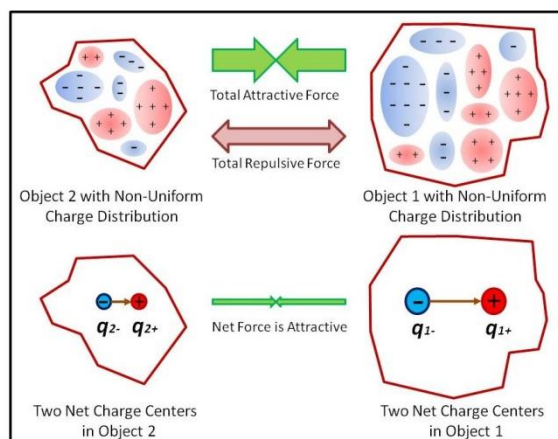 Total Attractive Force
Total Repulsive Force
Object 2 with Non-Uniform
Charge Distribution
Object 1 with Non-Uniform
Charge Distribution
q2-
q2+
Net Force is Attractive
q1-
q1+
Two Net Charge Centers
in Object 2
Two Net Charge Centers
in Object 1